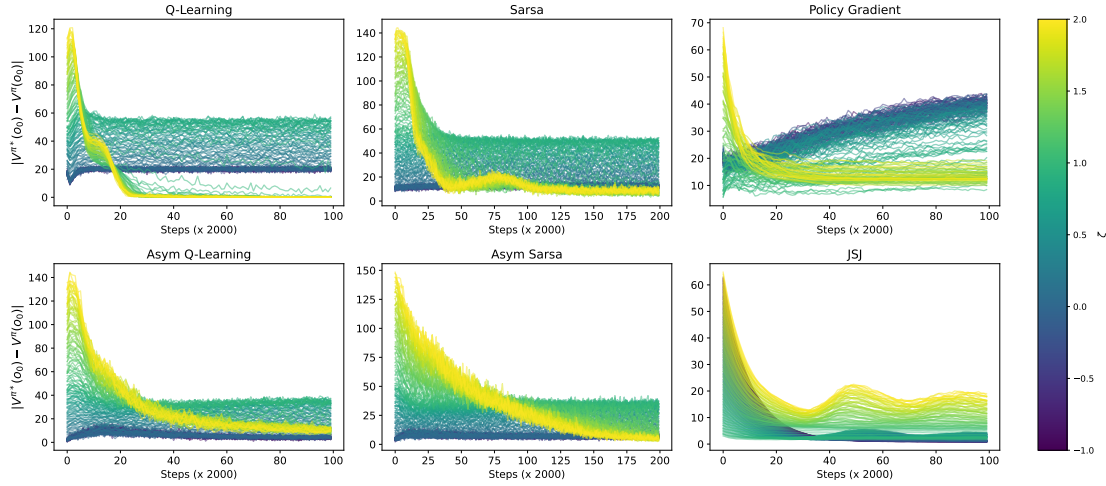 Q-Learning
Sarsa
Policy Gradient
|V^{π*}(o₀) − V^π(o₀)|
120
100
80
60
40
20
0
0 20 40 60 80 100
Steps (x 2000)
140
120
100
80
60
40
20
0
0 25 50 75 100 125 150 175 200
Steps (x 2000)
70
60
50
40
30
20
10
0 20 40 60 80 100
Steps (x 2000)
Asym Q-Learning
Asym Sarsa
JSJ
|V^{π*}(o₀) − V^π(o₀)|
140
120
100
80
60
40
20
0
0 20 40 60 80 100
Steps (x 2000)
150
125
100
75
50
25
0
0 25 50 75 100 125 150 175 200
Steps (x 2000)
60
50
40
30
20
10
0
0 20 40 60 80 100
Steps (x 2000)
2.0
1.5
1.0
0.5
0.0
−0.5
−1.0